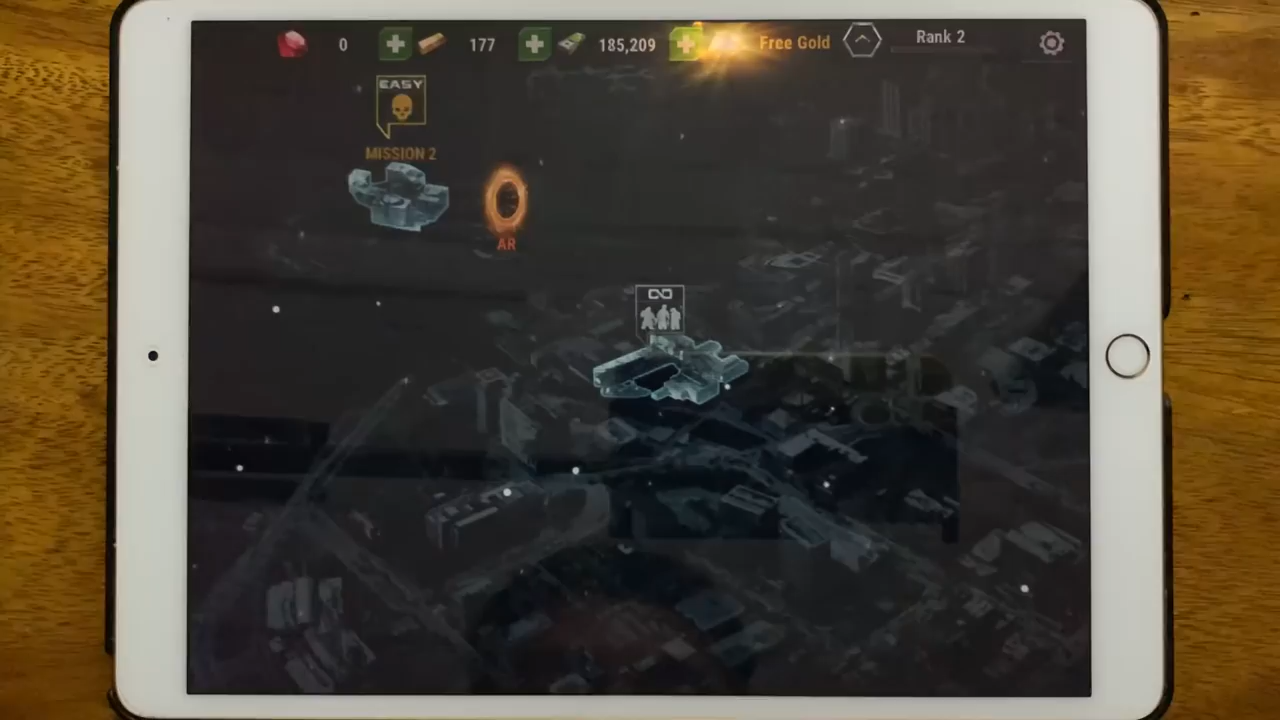 0
177
185,209
Free Gold
Rank 2
EASY
MISSION 2
AR